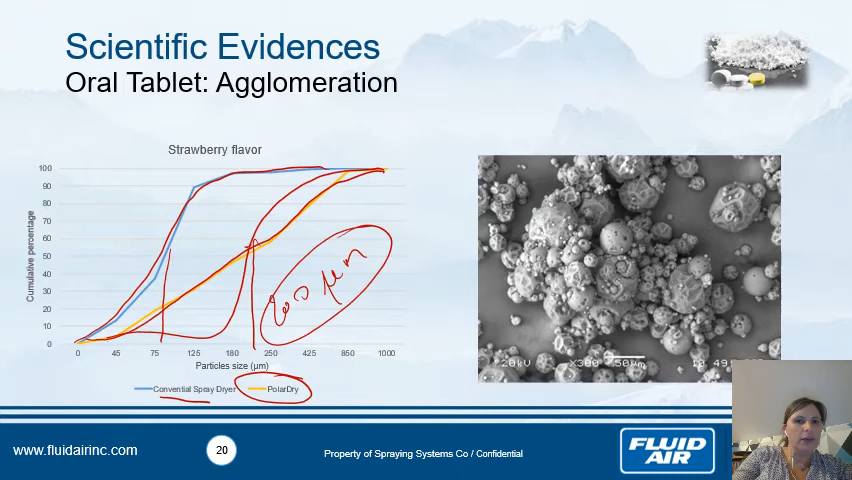 Scientific Evidences
Oral Tablet: Agglomeration
Strawberry flavor
Cumulative percentage
100
90
80
70
60
50
40
30
20
10
0
0 45 75 125 180 250 425 850 1000
Particles size (µm)
Convential Spray Dryer PolarDry
200 µm
20kV X300 50µm
www.fluidairinc.com
20
Property of Spraying Systems Co / Confidential
FLUID
AIR